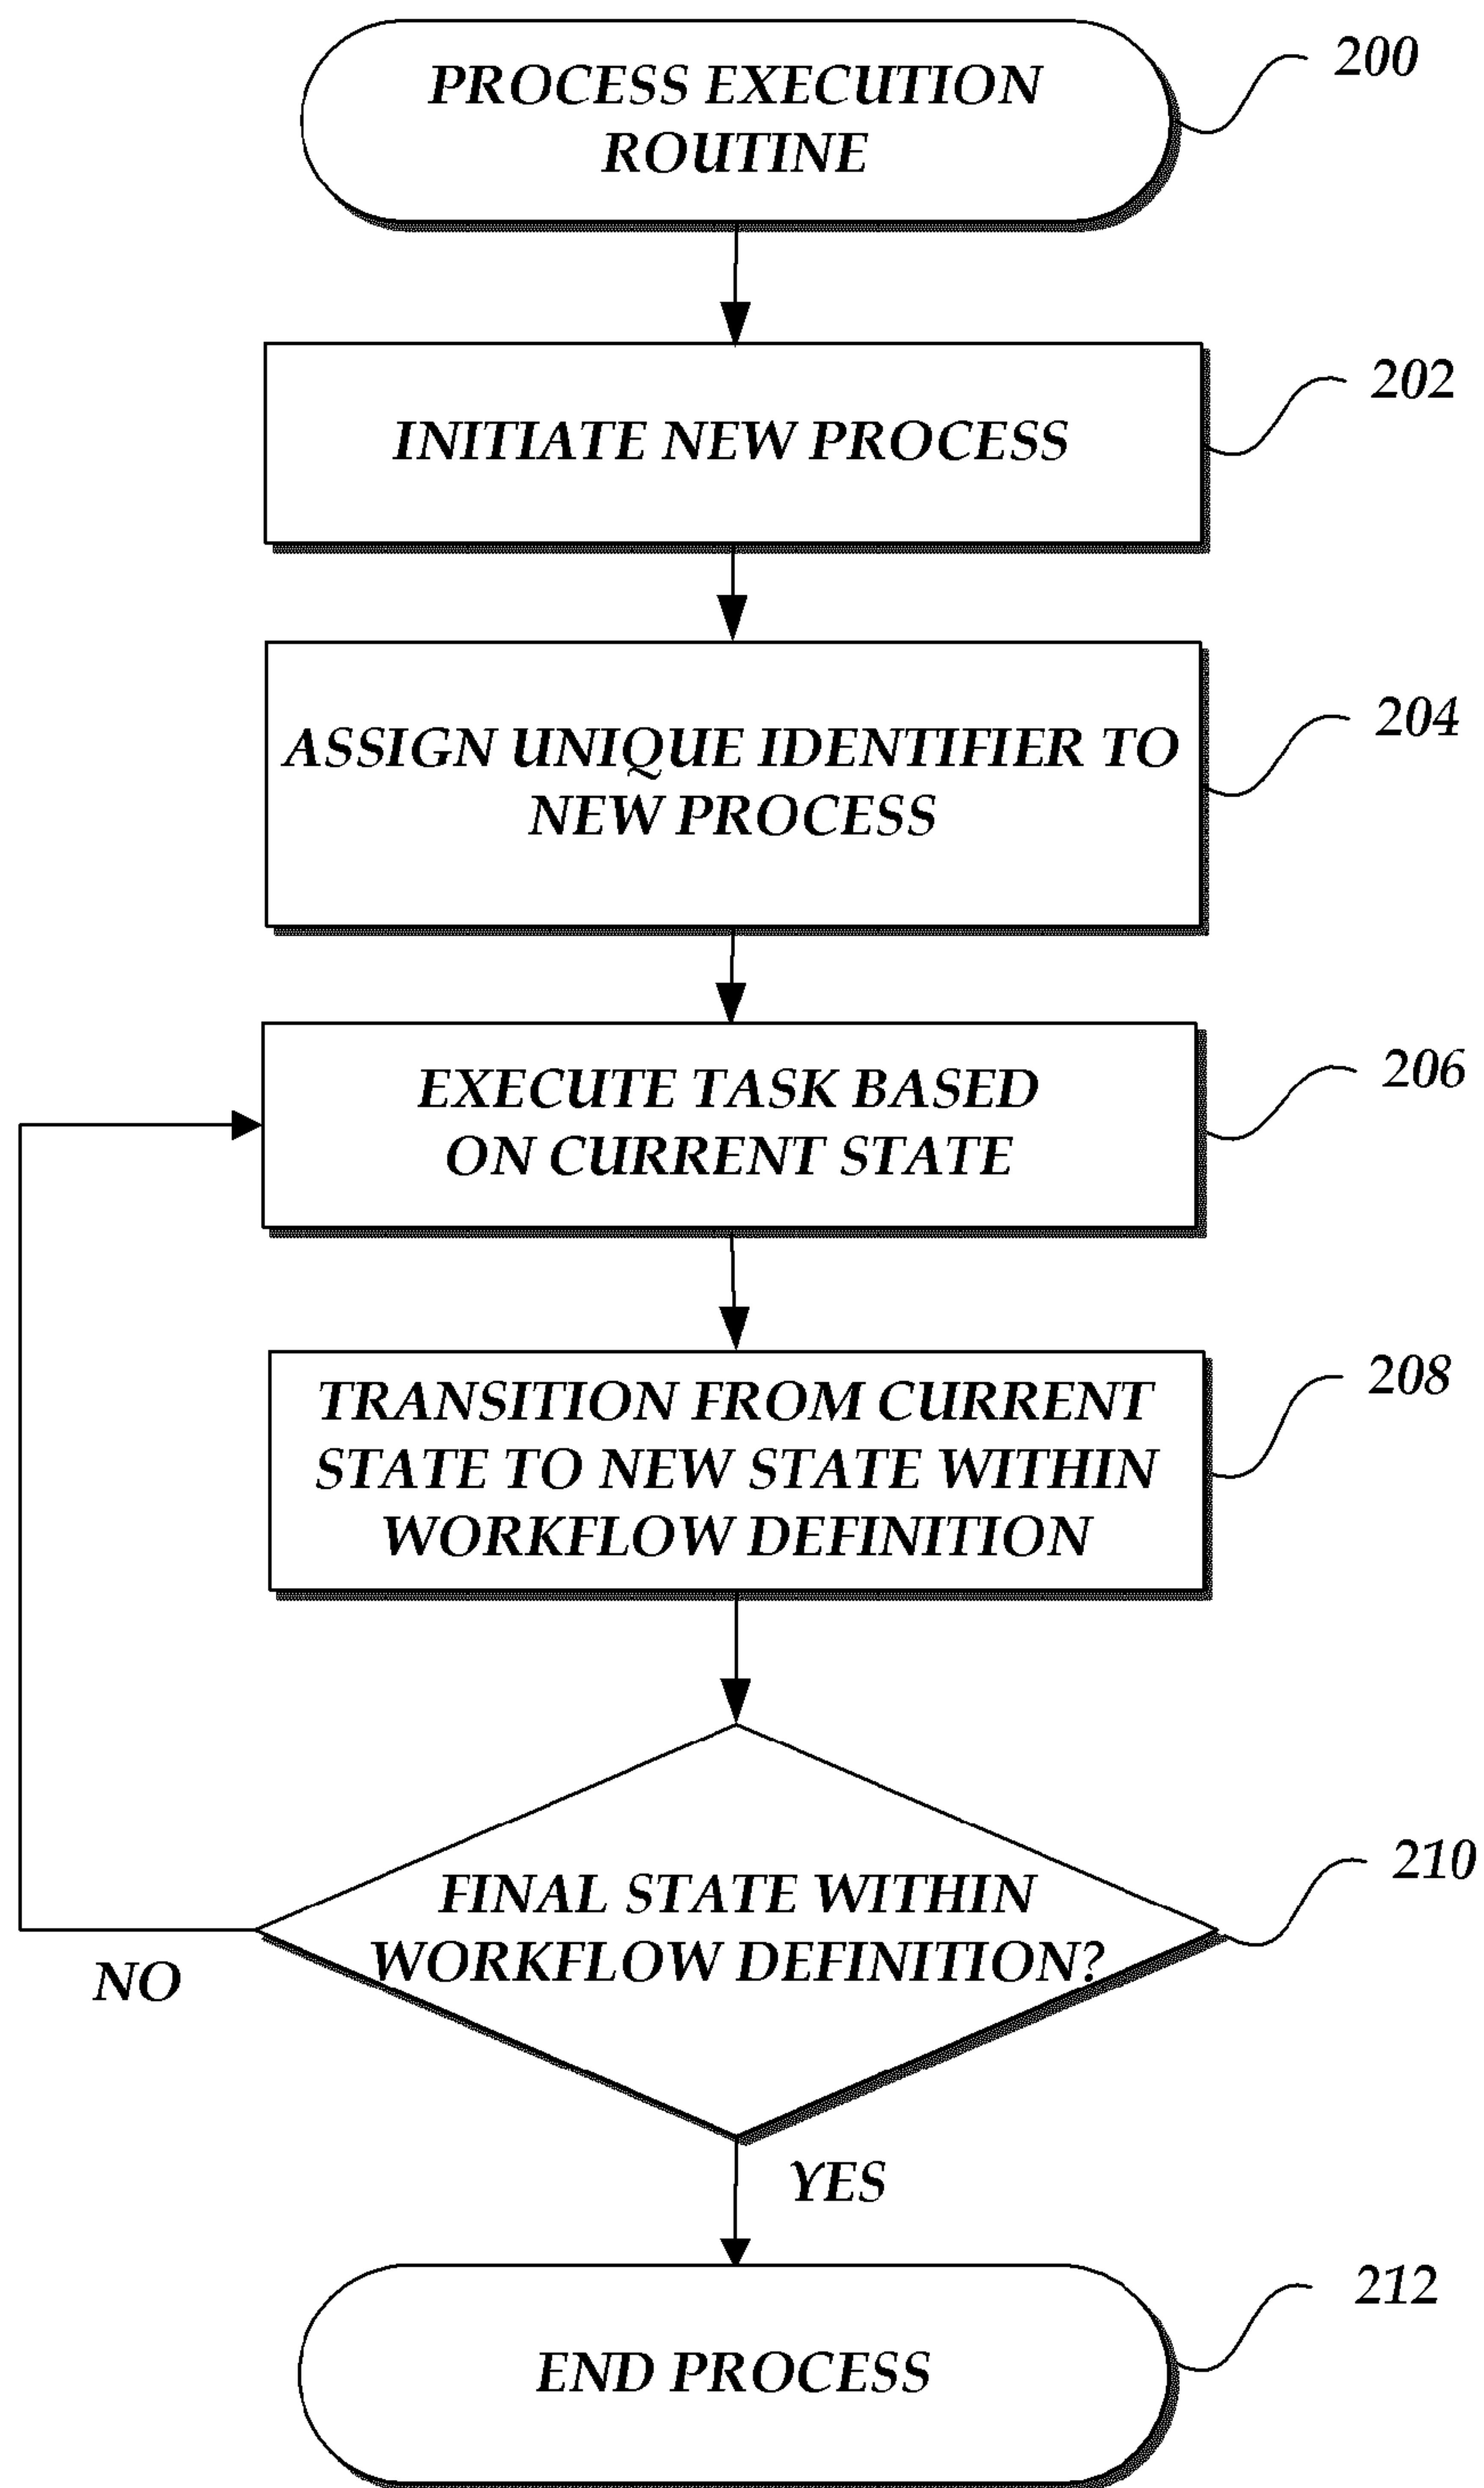 PROCESS EXECUTION
ROUTINE
200
INITIATE NEW PROCESS
202
ASSIGN UNIQUE IDENTIFIER TO
NEW PROCESS
204
EXECUTE TASK BASED
ON CURRENT STATE
206
TRANSITION FROM CURRENT
STATE TO NEW STATE WITHIN
WORKFLOW DEFINITION
208
FINAL STATE WITHIN
WORKFLOW DEFINITION?
210
NO
YES
END PROCESS
212